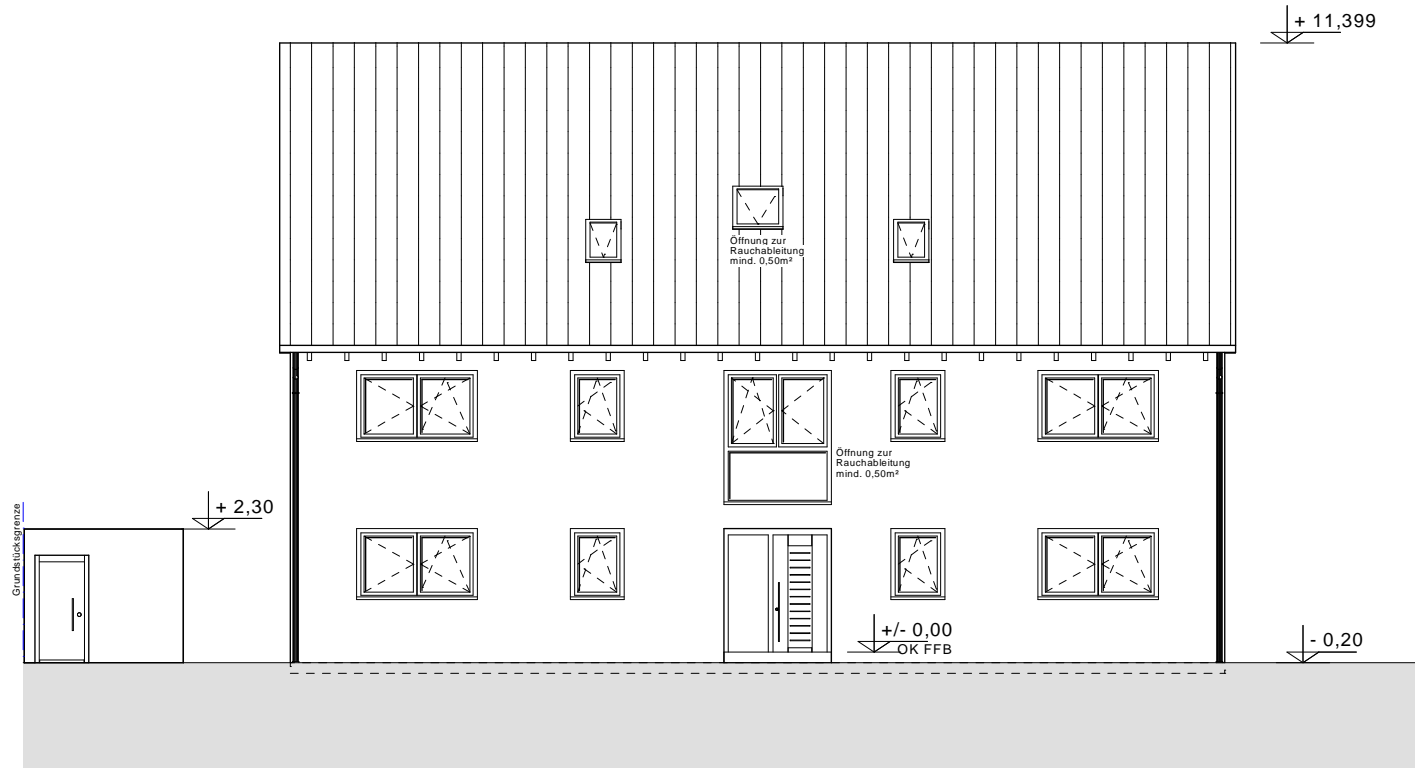 + 11,399
Öffnung zur
Rauchableitung
mind. 0,50m²
Öffnung zur
Rauchableitung
mind. 0,50m²
+ 2,30
Grundstücksgrenze
+/- 0,00
OK FFB
- 0,20